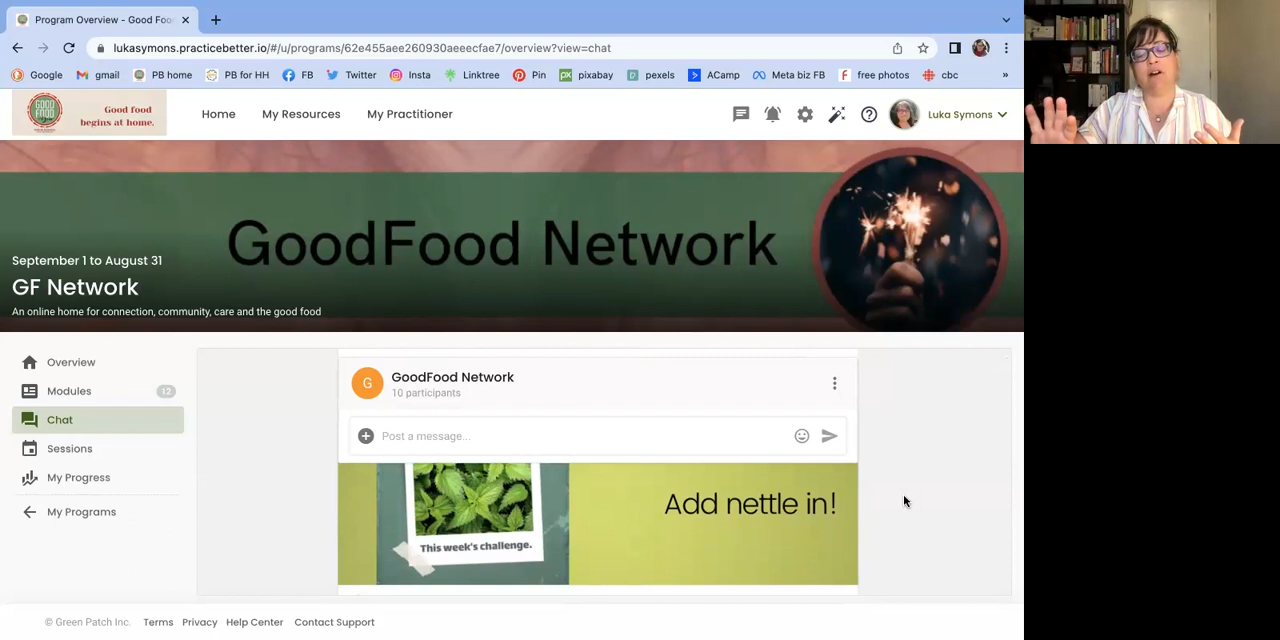 Program Overview - Good Foo
lukasymons.practicebetter.io/#/u/programs/62e455aee260930aeeecfae7/overview?view=chat
Google gmail PB home PB for HH FB Twitter Insta Linktree Pin pixabay pexels ACamp Meta biz FB free photos cbc »
GOOD FOOD
Good food
begins at home.
Home My Resources My Practitioner Luka Symons
GoodFood Network
September 1 to August 31
GF Network
An online home for connection, community, care and the good food
Overview
Modules 12
Chat
Sessions
My Progress
My Programs
G
GoodFood Network
10 participants
Post a message...
Add nettle in!
This week's challenge.
© Green Patch Inc. Terms Privacy Help Center Contact Support